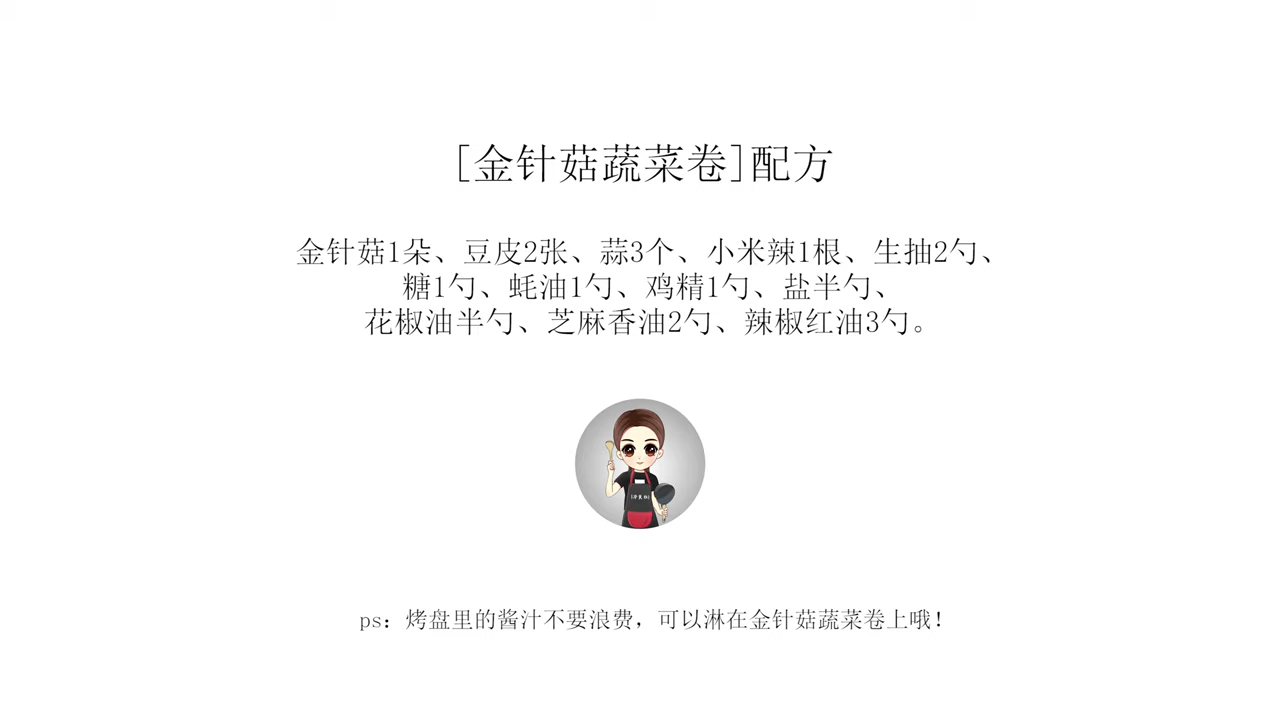 [金针菇蔬菜卷]配方
金针菇1朵、豆皮2张、蒜3个、小米辣1根、生抽2勺、
糖1勺、蚝油1勺、鸡精1勺、盐半勺、
花椒油半勺、芝麻香油2勺、辣椒红油3勺。
ps：烤盘里的酱汁不要浪费，可以淋在金针菇蔬菜卷上哦！